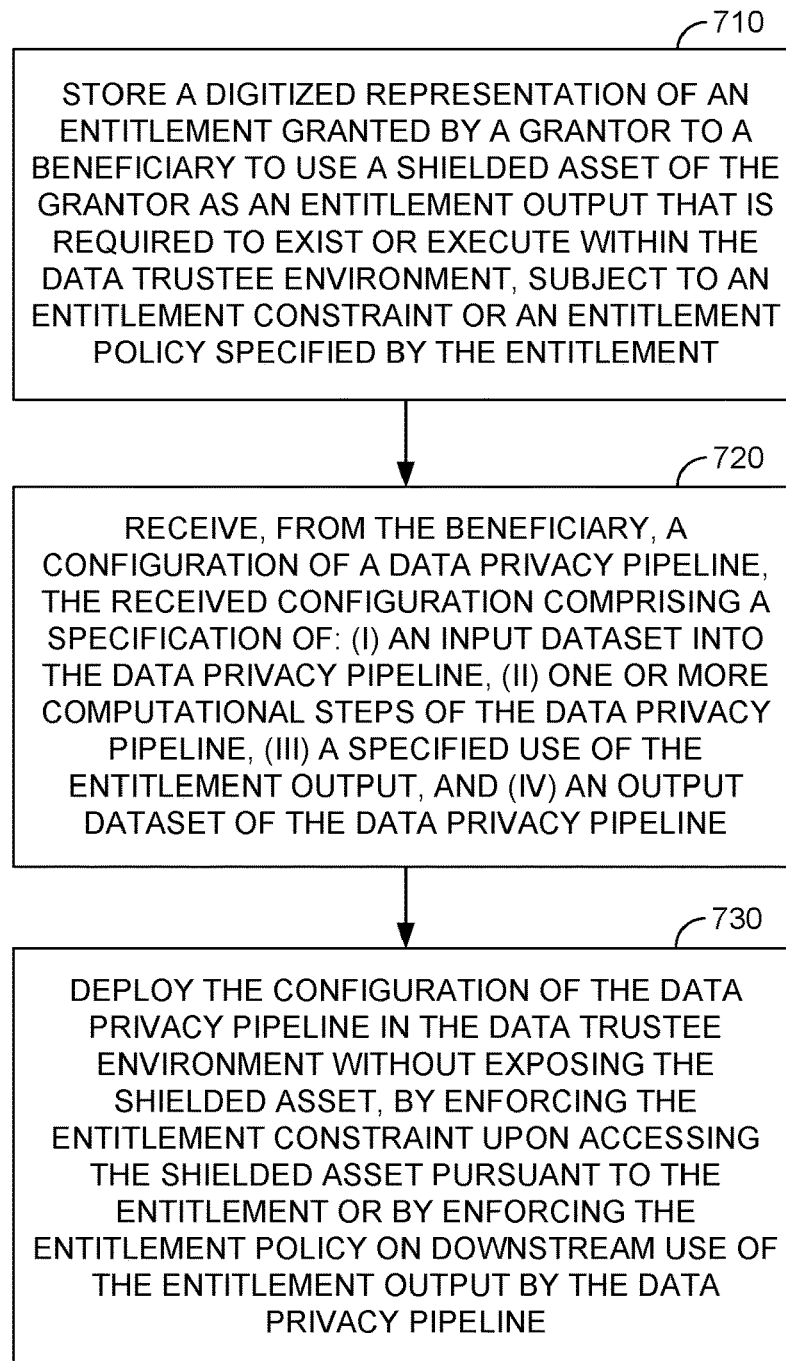 710
STORE A DIGITIZED REPRESENTATION OF AN
ENTITLEMENT GRANTED BY A GRANTOR TO A
BENEFICIARY TO USE A SHIELDED ASSET OF THE
GRANTOR AS AN ENTITLEMENT OUTPUT THAT IS
REQUIRED TO EXIST OR EXECUTE WITHIN THE
DATA TRUSTEE ENVIRONMENT, SUBJECT TO AN
ENTITLEMENT CONSTRAINT OR AN ENTITLEMENT
POLICY SPECIFIED BY THE ENTITLEMENT
720
RECEIVE, FROM THE BENEFICIARY, A
CONFIGURATION OF A DATA PRIVACY PIPELINE,
THE RECEIVED CONFIGURATION COMPRISING A
SPECIFICATION OF: (I) AN INPUT DATASET INTO
THE DATA PRIVACY PIPELINE, (II) ONE OR MORE
COMPUTATIONAL STEPS OF THE DATA PRIVACY
PIPELINE, (III) A SPECIFIED USE OF THE
ENTITLEMENT OUTPUT, AND (IV) AN OUTPUT
DATASET OF THE DATA PRIVACY PIPELINE
730
DEPLOY THE CONFIGURATION OF THE DATA
PRIVACY PIPELINE IN THE DATA TRUSTEE
ENVIRONMENT WITHOUT EXPOSING THE
SHIELDED ASSET, BY ENFORCING THE
ENTITLEMENT CONSTRAINT UPON ACCESSING
THE SHIELDED ASSET PURSUANT TO THE
ENTITLEMENT OR BY ENFORCING THE
ENTITLEMENT POLICY ON DOWNSTREAM USE OF
THE ENTITLEMENT OUTPUT BY THE DATA
PRIVACY PIPELINE